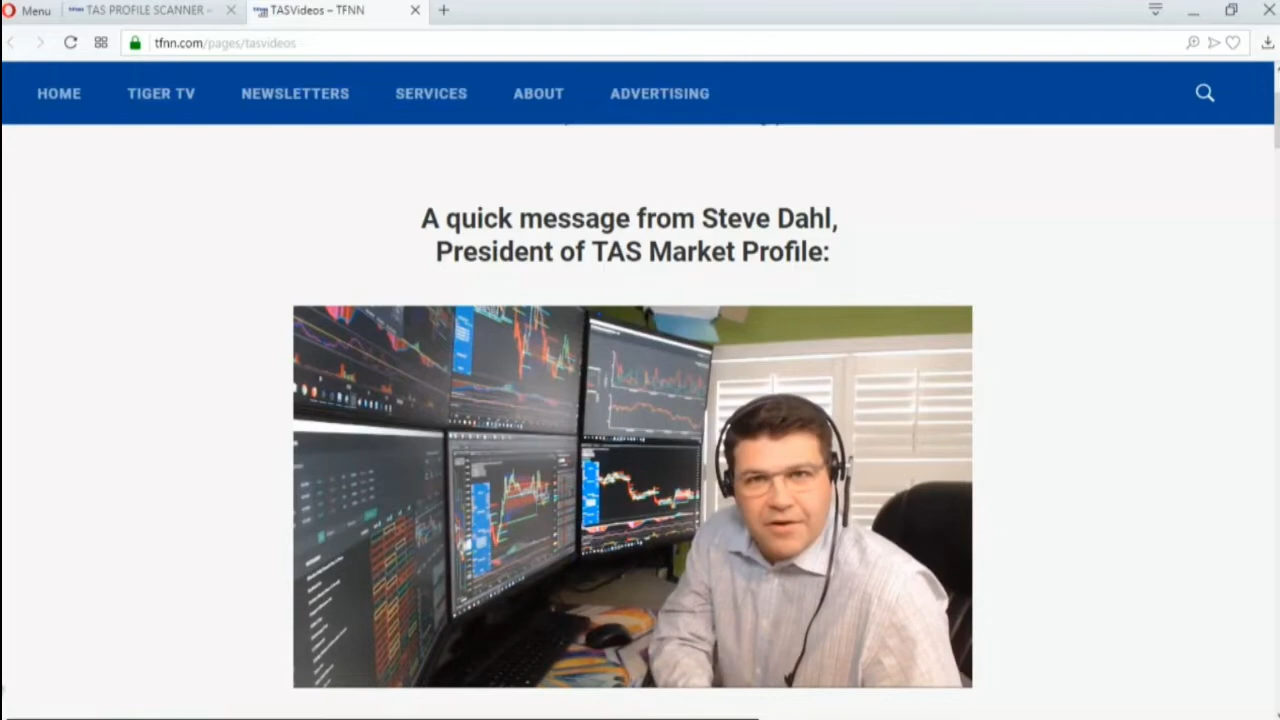 Menu
TAS PROFILE SCANNER –
TASVideos – TFNN
tfnn.com/pages/tasvideos
HOME TIGER TV NEWSLETTERS SERVICES ABOUT ADVERTISING
A quick message from Steve Dahl,
President of TAS Market Profile: